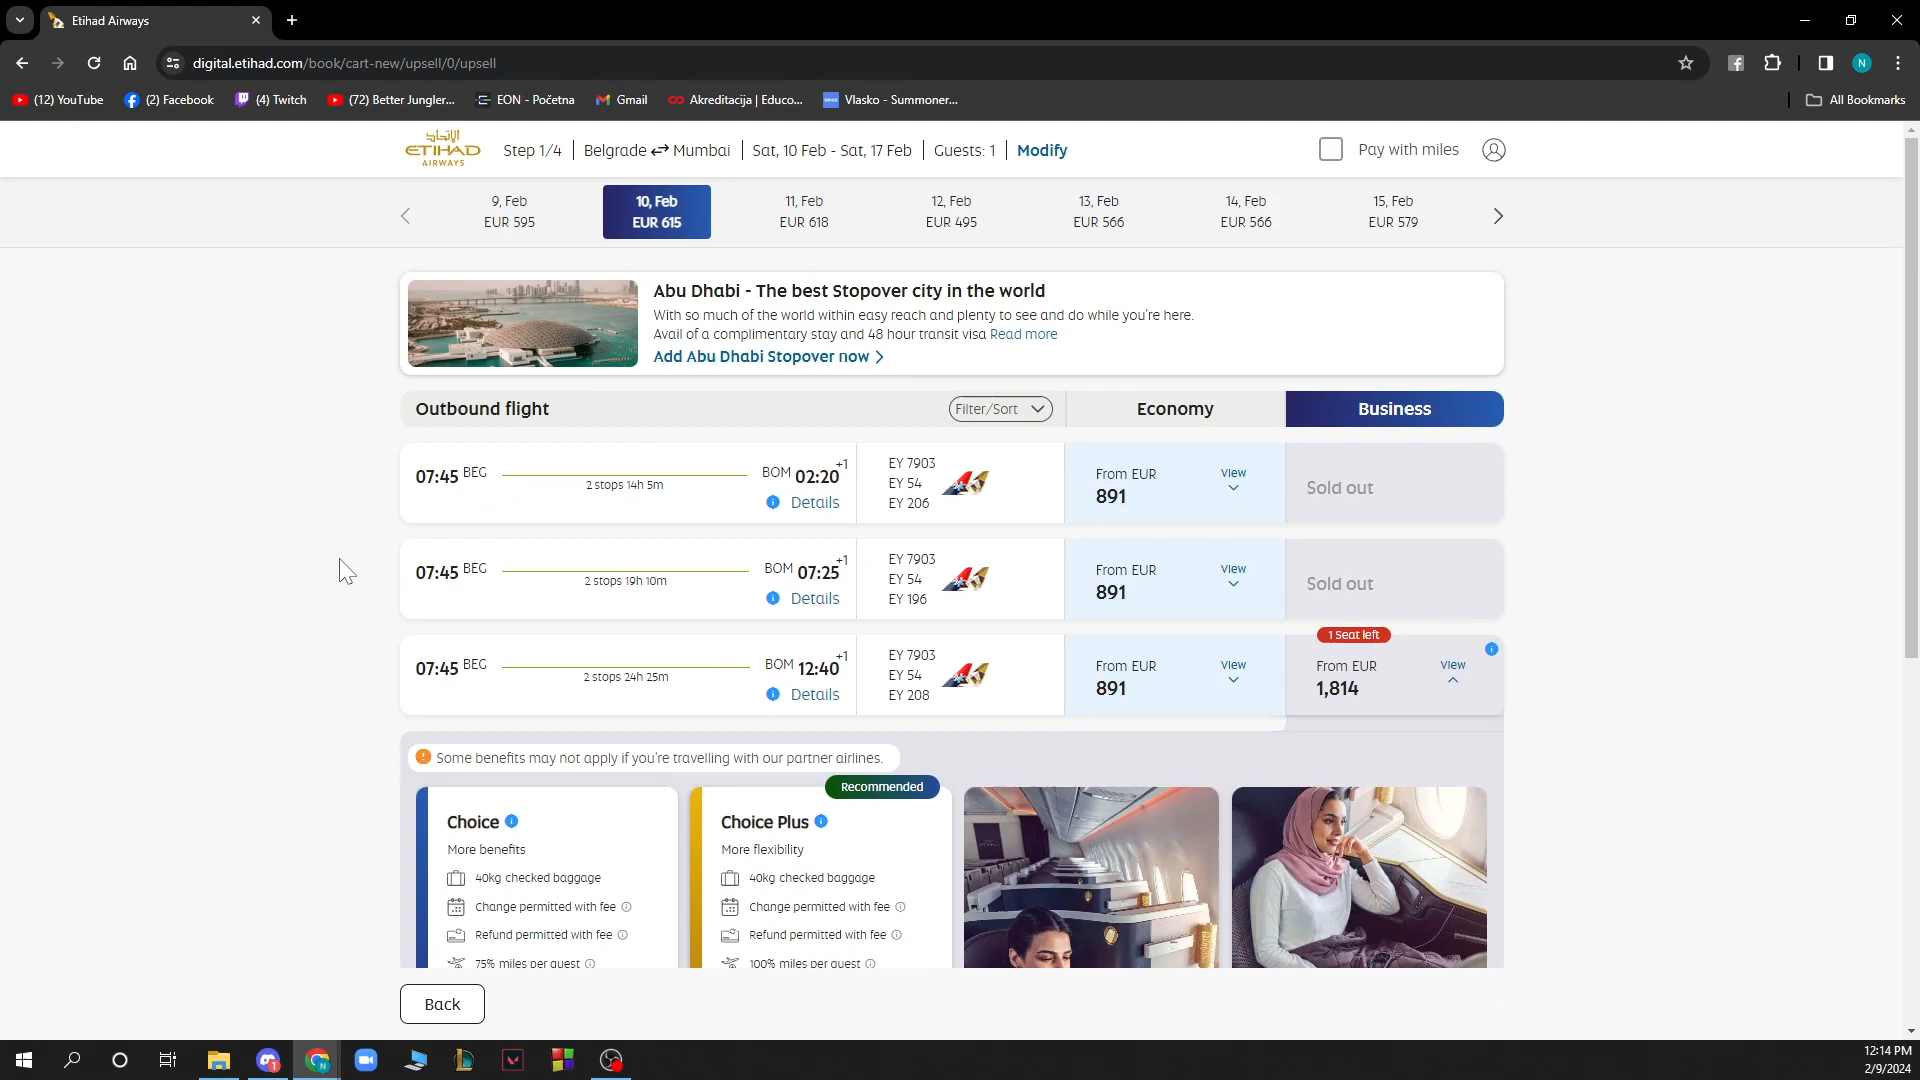 Etihad Airways
digital.etihad.com/book/cart-new/upsell/0/upsell
N
(12) YouTube
(2) Facebook
(4) Twitch
(72) Better Jungler...
EON - Početna
Gmail
Akreditacija | Educo...
Vlasko - Summoner...
All Bookmarks
الإتحاد
ETIHAD
AIRWAYS
Step 1/4
Belgrade Mumbai
Sat, 10 Feb - Sat, 17 Feb
Guests: 1
Modify
Pay with miles
9, Feb
EUR 595
10, Feb
EUR 615
11, Feb
EUR 618
12, Feb
EUR 495
13, Feb
EUR 566
14, Feb
EUR 566
15, Feb
EUR 579
Abu Dhabi - The best Stopover city in the world
With so much of the world within easy reach and plenty to see and do while you're here.
Avail of a complimentary stay and 48 hour transit visa Read more
Add Abu Dhabi Stopover now
Outbound flight
Filter/Sort
Economy
Business
07:45 BEG
2 stops 14h 5m
BOM 02:20 +1
Details
EY 7903
EY 54
EY 206
From EUR
891
View
Sold out
07:45 BEG
2 stops 19h 10m
BOM 07:25 +1
Details
EY 7903
EY 54
EY 196
From EUR
891
View
Sold out
07:45 BEG
2 stops 24h 25m
BOM 12:40 +1
Details
EY 7903
EY 54
EY 208
From EUR
891
View
1 Seat left
From EUR
1,814
View
Some benefits may not apply if you're travelling with our partner airlines.
Recommended
Choice
More benefits
40kg checked baggage
Change permitted with fee
Refund permitted with fee
75% miles per guest
Choice Plus
More flexibility
40kg checked baggage
Change permitted with fee
Refund permitted with fee
100% miles per guest
Back
1
N
12:14 PM
2/9/2024